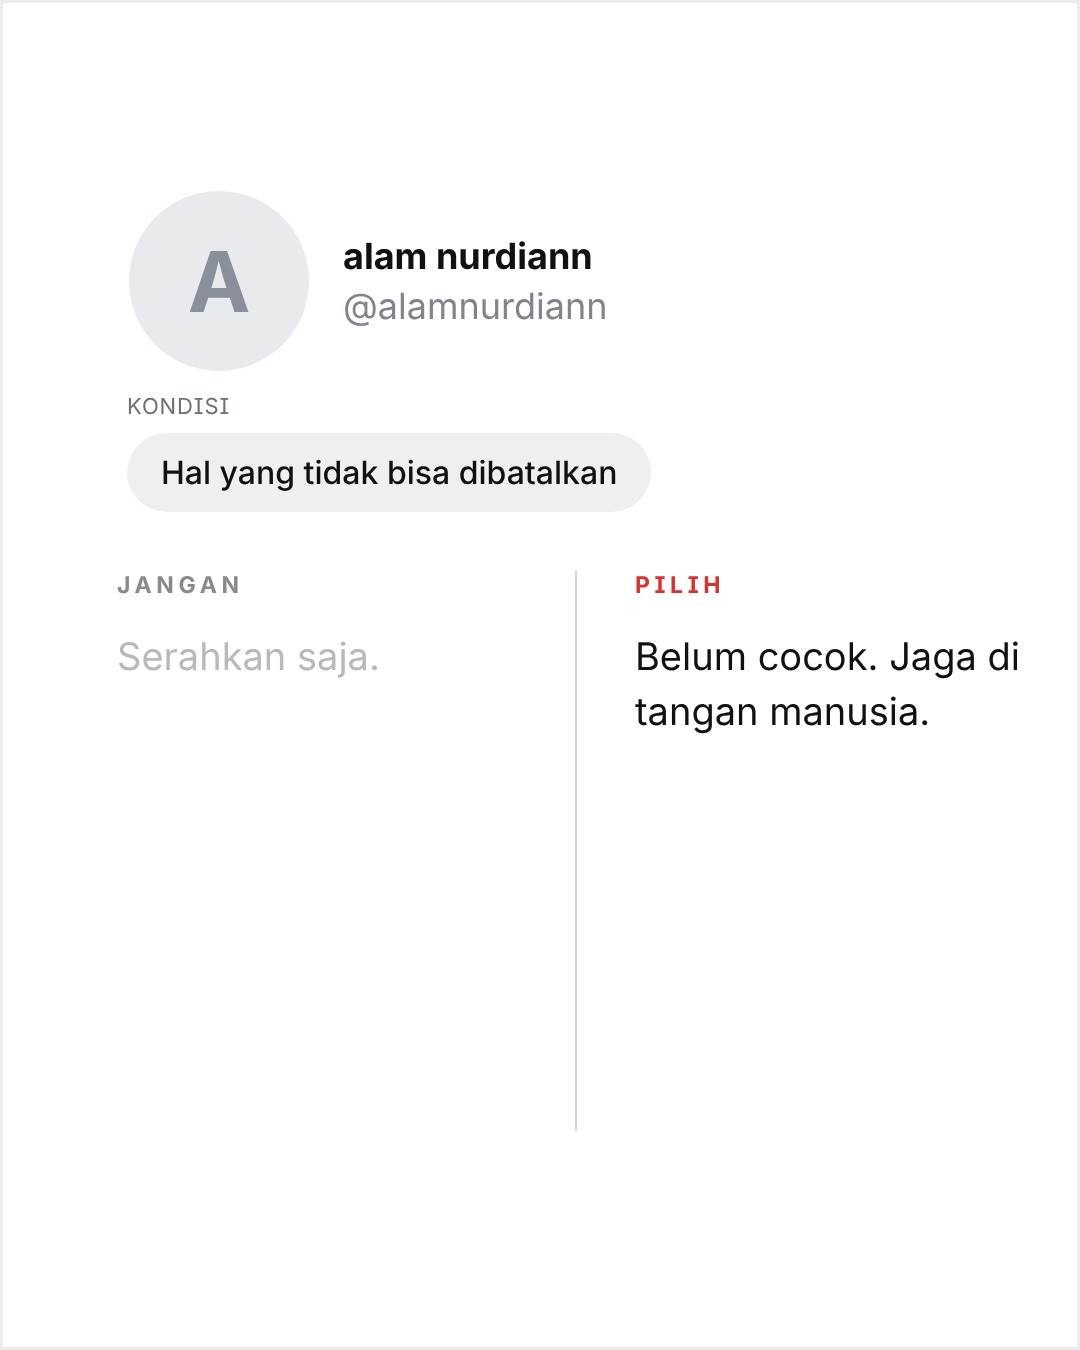 A
alam nurdiann
@alamnurdiann
KONDISI
Hal yang tidak bisa dibatalkan
JANGAN
Serahkan saja.
PILIH
Belum cocok. Jaga di
tangan manusia.